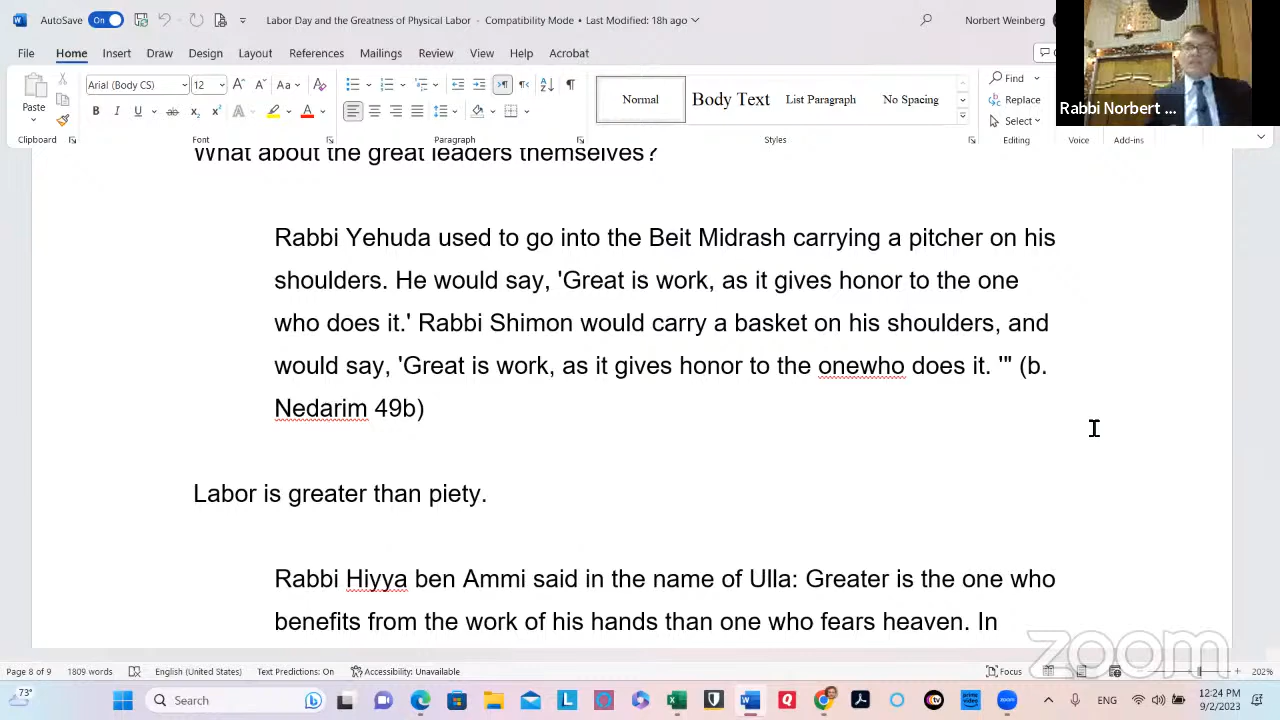 AutoSave On Labor Day and the Greatness of Physical Labor - Compatibility Mode • Last Modified: 18h ago Norbert Weinberg
File Home Insert Draw Design Layout References Mailings Review View Help Acrobat
Rabbi Norbert ...
Paste Arial (Body CS) 12 Normal Body Text List Paragraph No Spacing Find Replace Select
Clipboard Font Paragraph Styles Editing Voice Add-ins
What about the great leaders themselves?
Rabbi Yehuda used to go into the Beit Midrash carrying a pitcher on his
shoulders. He would say, 'Great is work, as it gives honor to the one
who does it.' Rabbi Shimon would carry a basket on his shoulders, and
would say, 'Great is work, as it gives honor to the onewho does it. '" (b.
Nedarim 49b)
Labor is greater than piety.
Rabbi Hiyya ben Ammi said in the name of Ulla: Greater is the one who
benefits from the work of his hands than one who fears heaven. In
zoom
Page 8 of 9 1809 words English (United States) Text Predictions: On Accessibility: Unavailable Focus 202%
73° Search ENG 12:24 PM
9/2/2023